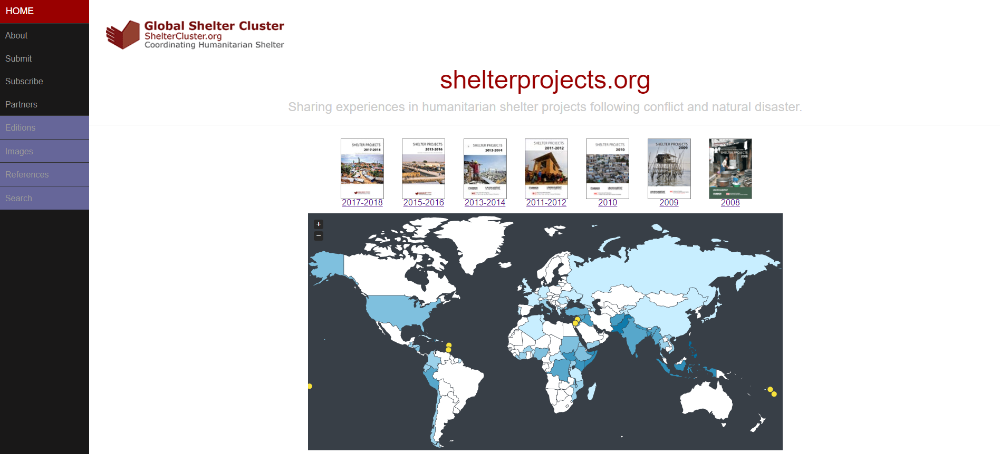 HOME
About
Submit
Subscribe
Partners
Editions
Images
References
Search
Global Shelter Cluster
ShelterCluster.org
Coordinating Humanitarian Shelter
shelterprojects.org
Sharing experiences in humanitarian shelter projects following conflict and natural disaster.
SHELTER PROJECTS
2017-2018
SHELTER PROJECTS
2015-2016
SHELTER PROJECTS
2013-2014
SHELTER PROJECTS
2011-2012
SHELTER PROJECTS
2010
SHELTER PROJECTS
2009
SHELTER PROJECTS
2008
2017-2018
2015-2016
2013-2014
2011-2012
2010
2009
2008
+
−